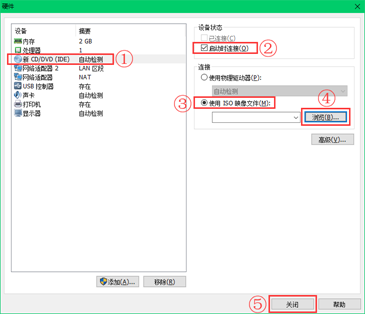 硬件
设备 摘要
内存 2 GB
处理器 1
新 CD/DVD (IDE) 自动检测 ①
网络适配器 2 LAN 区段
网络适配器 NAT
USB 控制器 存在
声卡 自动检测
打印机 存在
显示器 自动检测
添加(A)... 移除(R)
设备状态
已连接(C)
启动时连接(O) ②
连接
使用物理驱动器(P):
自动检测
③ 使用 ISO 映像文件(M): ④
浏览(B)...
高级(V)...
⑤ 关闭 帮助